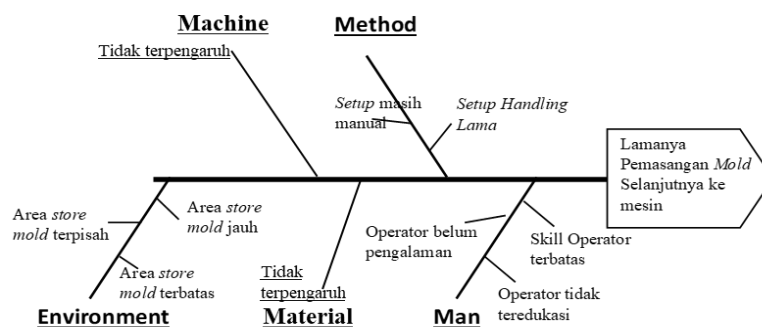 Machine
Method
Tidak terpengaruh
Setup masih
manual
Setup Handling
Lama
Lamanya
Pemasangan Mold
Selanjutnya ke
mesin
Area store
mold terpisah
Area store
mold jauh
Area store
mold terbatas
Operator belum
pengalaman
Skill Operator
terbatas
Tidak
terpengaruh
Operator tidak
teredukasi
Environment
Material
Man